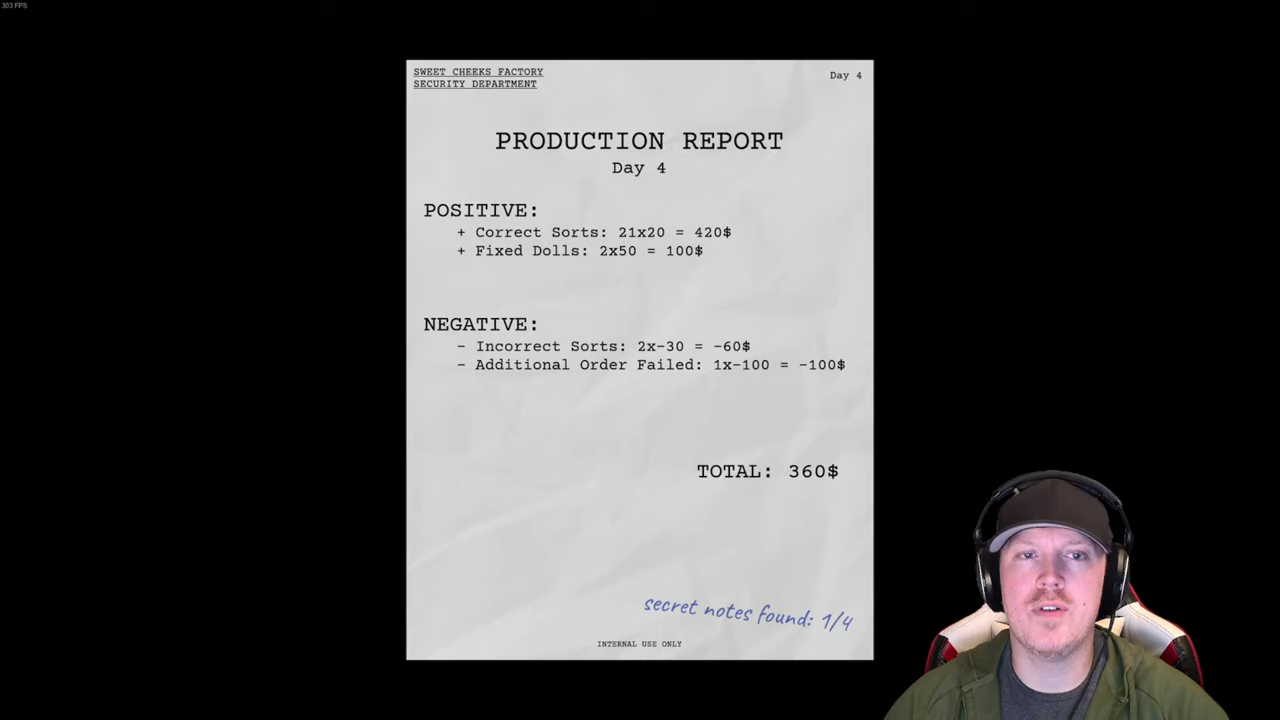 303 FPS
SWEET CHEEKS FACTORY
SECURITY DEPARTMENT
Day 4
PRODUCTION REPORT
Day 4
POSITIVE:
+ Correct Sorts: 21x20 = 420$
+ Fixed Dolls: 2x50 = 100$
NEGATIVE:
- Incorrect Sorts: 2x-30 = -60$
- Additional Order Failed: 1x-100 = -100$
TOTAL: 360$
secret notes found: 1/4
INTERNAL USE ONLY